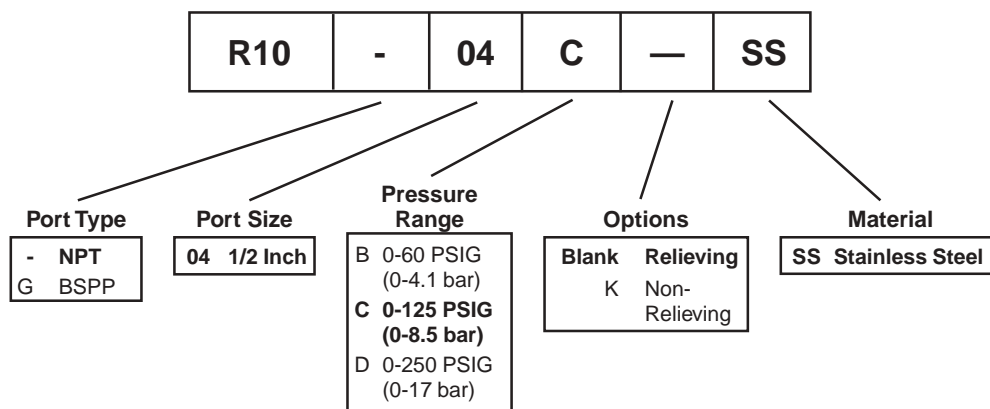 R10 - 04 C — SS
Port Type
- NPT
G BSPP
Port Size
04 1/2 Inch
Pressure
Range
B 0-60 PSIG
(0-4.1 bar)
C 0-125 PSIG
(0-8.5 bar)
D 0-250 PSIG
(0-17 bar)
Options
Blank Relieving
K Non-
Relieving
Material
SS Stainless Steel